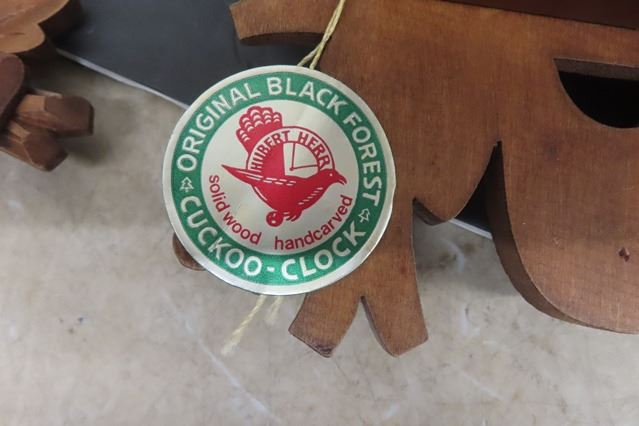 ORIGINAL BLACK FOREST
HUBERT HERR
solid wood handcarved
CUCKOO-CLOCK